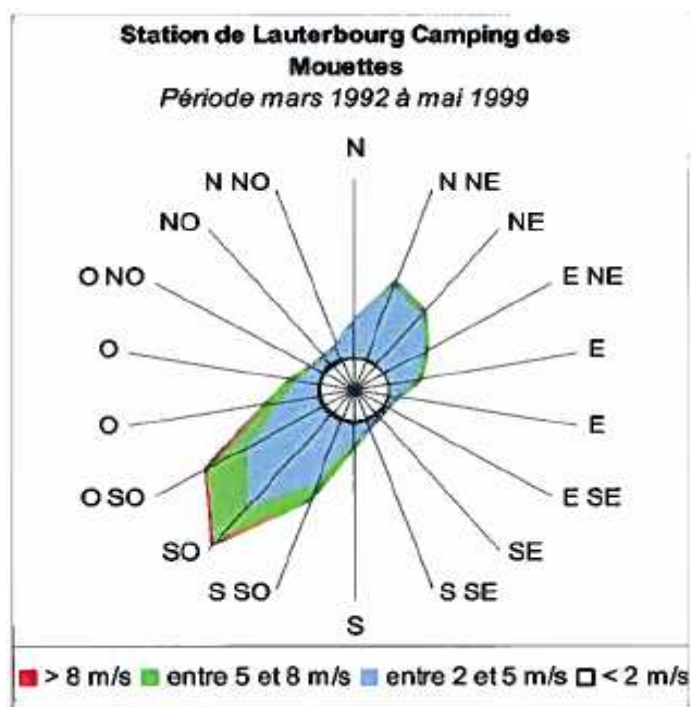 Station de Lauterbourg Camping des
Mouettes
Période mars 1992 à mai 1999
N
N NO
N NE
NO
NE
O NO
E NE
O
E
O
E
O SO
E SE
SO
SE
S SO
S SE
S
> 8 m/s entre 5 et 8 m/s entre 2 et 5 m/s < 2 m/s